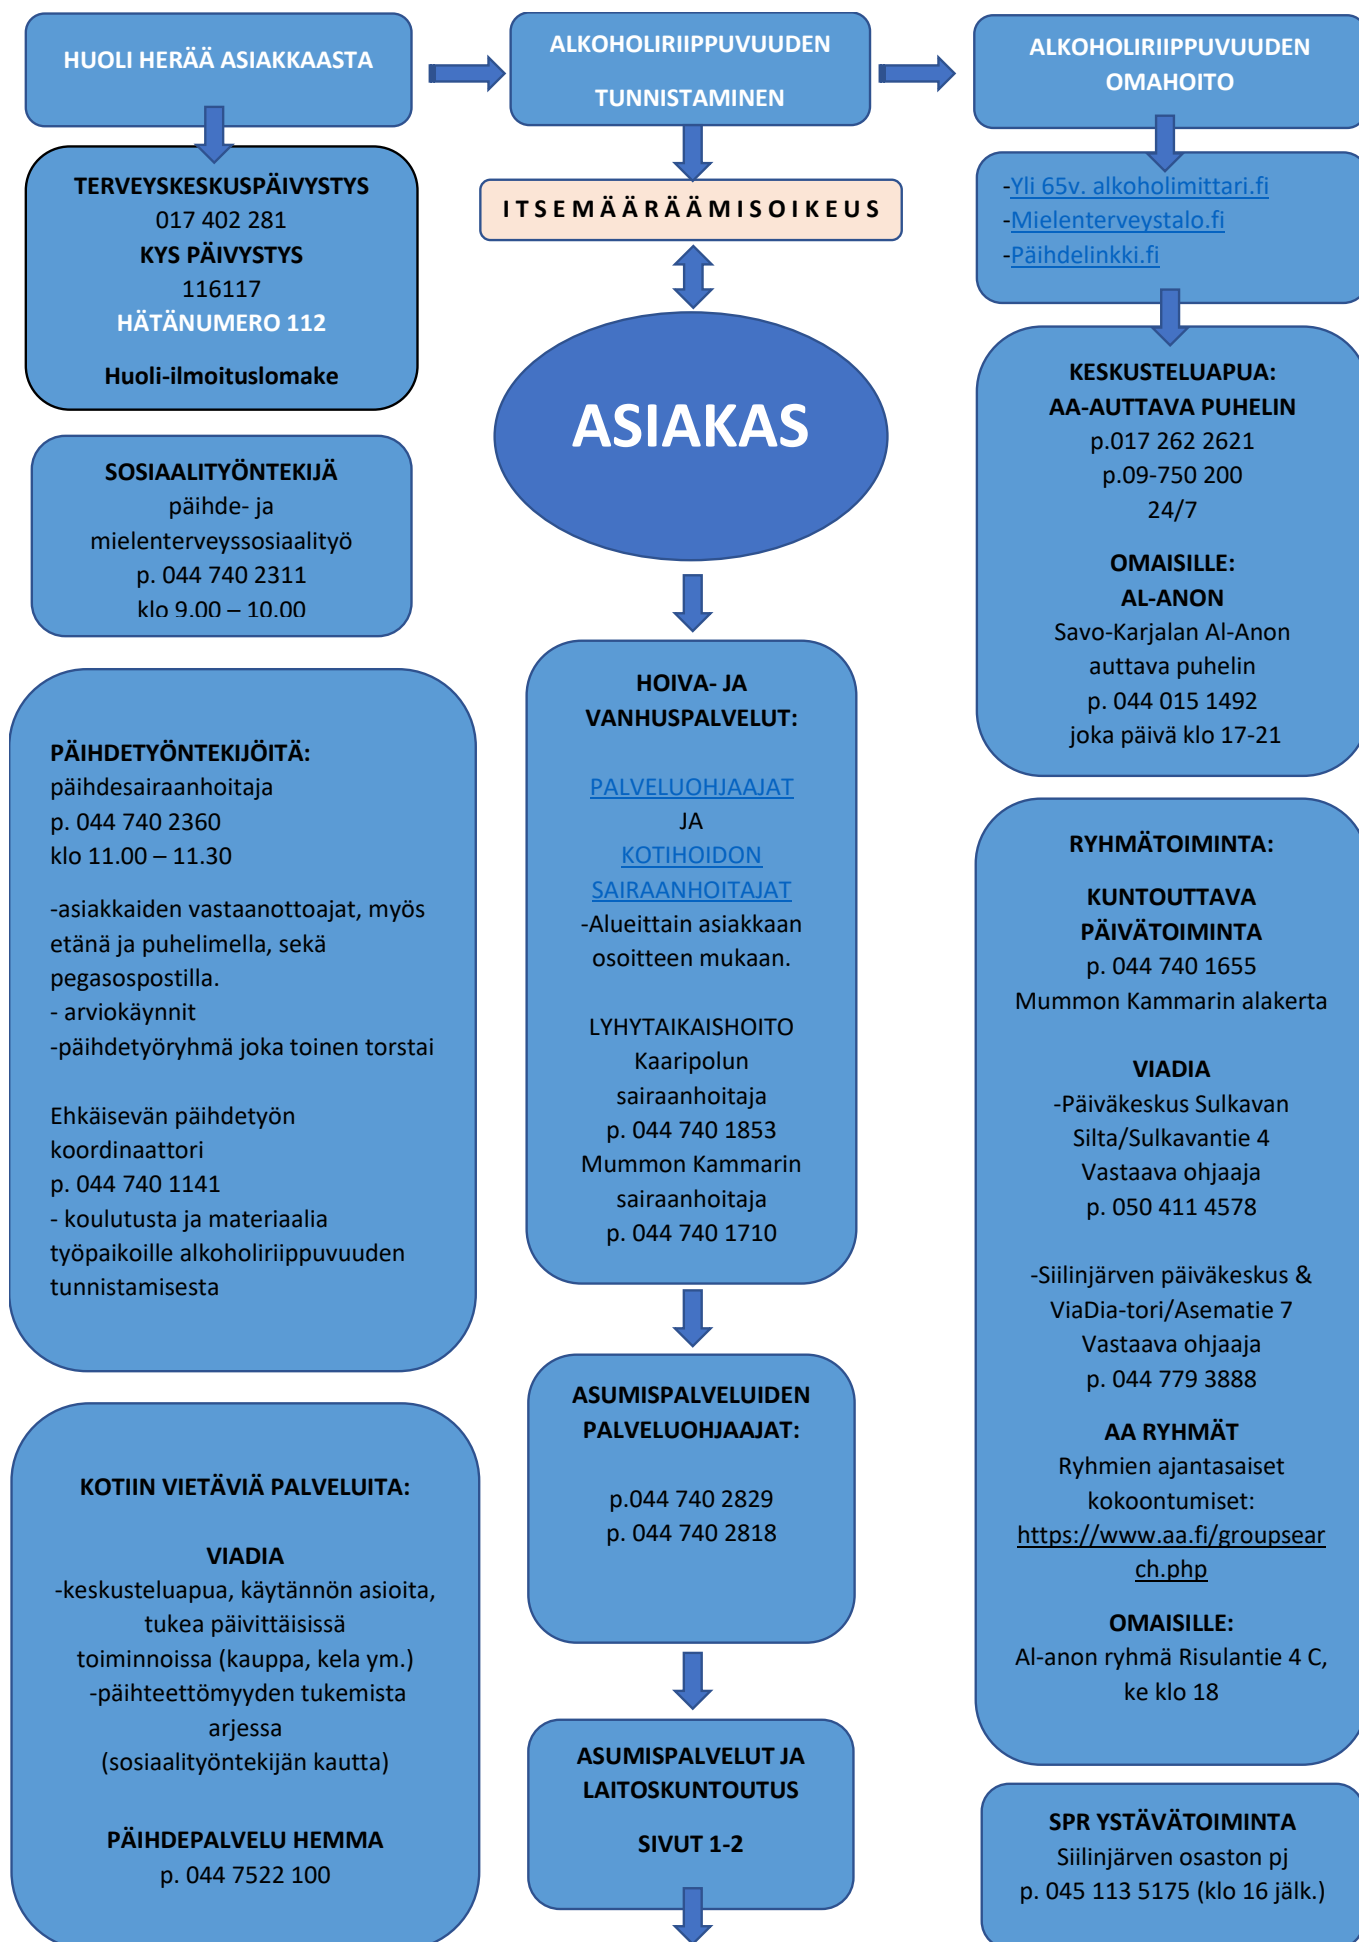 HUOLI HERÄÄ ASIAKKAASTA
ALKOHOLIRIIPPUVUUDEN
TUNNISTAMINEN
ALKOHOLIRIIPPUVUUDEN
OMAHOITO
TERVEYSKESKUSPÄIVYSTYS
017 402 281
KYS PÄIVYSTYS
116117
HÄTÄNUMERO 112
Huoli-ilmoituslomake
SOSIAALITYÖNTEKIJÄ
päihde- ja
mielenterveyssosiaalityö
p. 044 740 2311
klo 9.00 – 10.00
PÄIHDETYÖNTEKIJÖITÄ:
päihdesairaanhoitaja
p. 044 740 2360
klo 11.00 – 11.30
-asiakkaiden vastaanottoajat, myös
etänä ja puhelimella, sekä
pegasospostilla.
- arviokäynnit
-päihdetyöryhmä joka toinen torstai
Ehkäisevän päihdetyön
koordinaattori
p. 044 740 1141
- koulutusta ja materiaalia
työpaikoille alkoholiriippuvuuden
tunnistamisesta
KOTIIN VIETÄVIÄ PALVELUITA:
VIADIA
-keskusteluapua, käytännön asioita,
tukea päivittäisissä
toiminnoissa (kauppa, kela ym.)
-päihteettömyyden tukemista
arjessa
(sosiaalityöntekijän kautta)
PÄIHDEPALVELU HEMMA
p. 044 7522 100
ITSEMÄÄRÄÄMISOIKEUS
ASIAKAS
HOIVA- JA
VANHUSPALVELUT:
PALVELUOHJAAJAT
JA
KOTIHOIDON
SAIRAANHOITAJAT
-Alueittain asiakkaan
osoitteen mukaan.
LYHYTAIKAISHOITO
Kaaripolun
sairaanhoitaja
p. 044 740 1853
Mummon Kammarin
sairaanhoitaja
p. 044 740 1710
ASUMISPALVELUIDEN
PALVELUOHJAAJAT:
p.044 740 2829
p. 044 740 2818
ASUMISPALVELUT JA
LAITOSKUNTOUTUS
SIVUT 1-2
-Yli 65v. alkoholimittari.fi
-Mielenterveystalo.fi
-Päihdelinkki.fi
KESKUSTELUAPUA:
AA-AUTTAVA PUHELIN
p.017 262 2621
p.09-750 200
24/7
OMAISILLE:
AL-ANON
Savo-Karjalan Al-Anon
auttava puhelin
p. 044 015 1492
joka päivä klo 17-21
RYHMÄTOIMINTA:
KUNTOUTTAVA
PÄIVÄTOIMINTA
p. 044 740 1655
Mummon Kammarin alakerta
VIADIA
-Päiväkeskus Sulkavan
Silta/Sulkavantie 4
Vastaava ohjaaja
p. 050 411 4578
-Siilinjärven päiväkeskus &
ViaDia-tori/Asematie 7
Vastaava ohjaaja
p. 044 779 3888
AA RYHMÄT
Ryhmien ajantasaiset
kokoontumiset:
https://www.aa.fi/groupsear
ch.php
OMAISILLE:
Al-anon ryhmä Risulantie 4 C,
ke klo 18
SPR YSTÄVÄTOIMINTA
Siilinjärven osaston pj
p. 045 113 5175 (klo 16 jälk.)